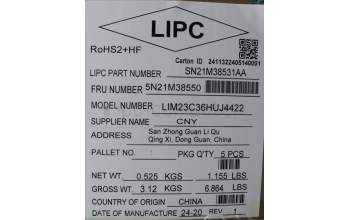 LIPC
RoHS2+HF
Carton ID 2411322405140001
LIPC PART NUMBER SN21M38531AA
FRU NUMBER 5N21M38550
MODEL NUMBER LIM23C36HUJ4422
SUPPLIER NAME CNY
ADDRESS San Zhong Guan Li Qu
Qing Xi, Dong Guan, China
PALLET PKG Q'TY 5 PCS
NET WT. 0.525 KGS 1.155 LBS
GROSS WT. 3.12 KGS 6.864 LBS
COUNTRY OF ORIGIN CHINA
DATE OF MANUFACTURE 24-20 REV 1